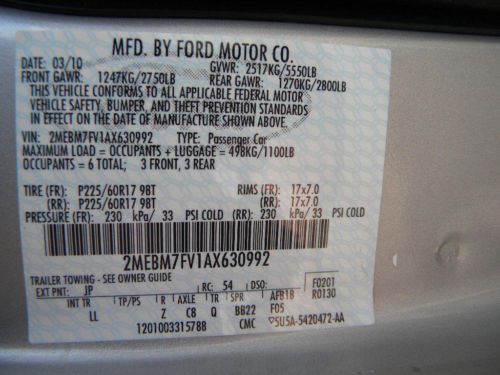 MFD. BY FORD MOTOR CO.
DATE: 03/10 GVWR: 2517KG/5550LB
FRONT GAWR: 1247KG/2750LB REAR GAWR: 1270KG/2800LB
THIS VEHICLE CONFORMS TO ALL APPLICABLE FEDERAL MOTOR
VEHICLE SAFETY, BUMPER, AND THEFT PREVENTION STANDARDS
IN EFFECT ON THE DATE OF MANUFACTURE SHOWN ABOVE.
VIN: 2MEBM7FV1AX630992 TYPE: Passenger Car
MAXIMUM LOAD = OCCUPANTS + LUGGAGE = 498KG/1100LB
OCCUPANTS = 6 TOTAL; 3 FRONT, 3 REAR
TIRE (FR): P225/60R17 98T RIMS (FR): 17x7.0
(RR): P225/60R17 98T (RR): 17x7.0
PRESSURE (FR): 230 kPa/ 33 PSI COLD (RR): 230 kPa/ 33 PSI COLD
2MEBM7FV1AX630992
TRAILER TOWING - SEE OWNER GUIDE
EXT PNT: JP RC: 54 DSO: F0201
INT TR TP/PS R AXLE TR SPR AFB1B R0130
LL Z C8 Q BB22 F05
1201003315788 CMC 5U5A-5420472-AA